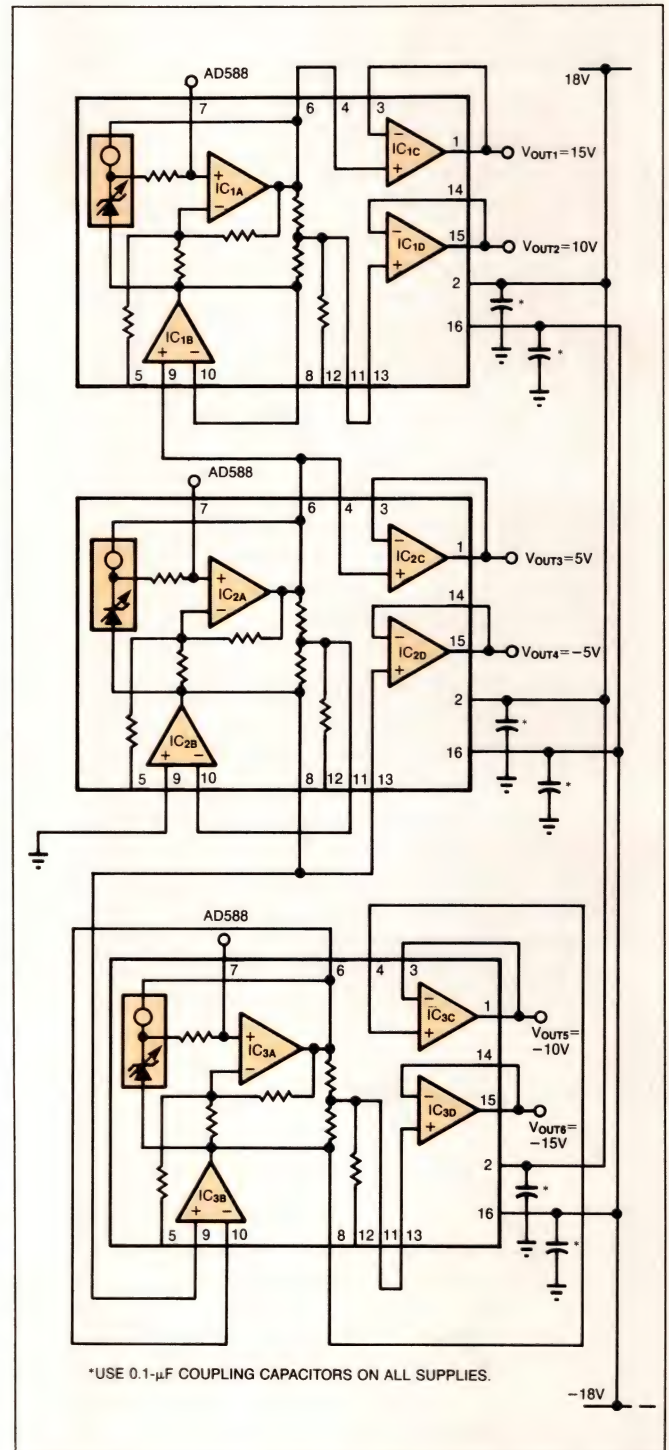 AD588
18V
7
6
4
3
IC1A
IC1C
1
VOUT1=15V
14
IC1D
15
VOUT2=10V
2
16
IC1B
5
9
10
8
12
11
13
AD588
7
6
4
3
IC2A
IC2C
1
VOUT3=5V
14
IC2D
15
VOUT4=−5V
2
16
IC2B
5
9
10
8
12
11
13
AD588
7
6
4
3
IC3A
IC3C
1
VOUT5=
−10V
14
IC3D
15
VOUT6=
−15V
2
16
IC3B
5
9
10
8
12
11
13
*
*
*
*
*
*
*USE 0.1-μF COUPLING CAPACITORS ON ALL SUPPLIES.
−18V